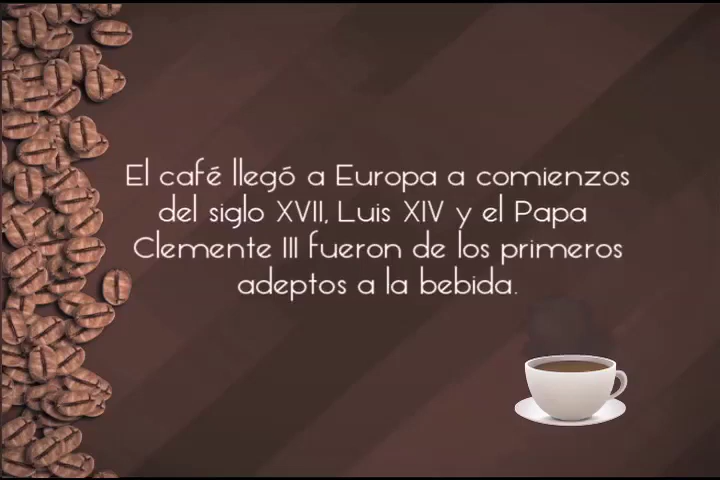 El café llegó a Europa a comienzos
del siglo XVII, Luis XIV y el Papa
Clemente III fueron de los primeros
adeptos a la bebida.